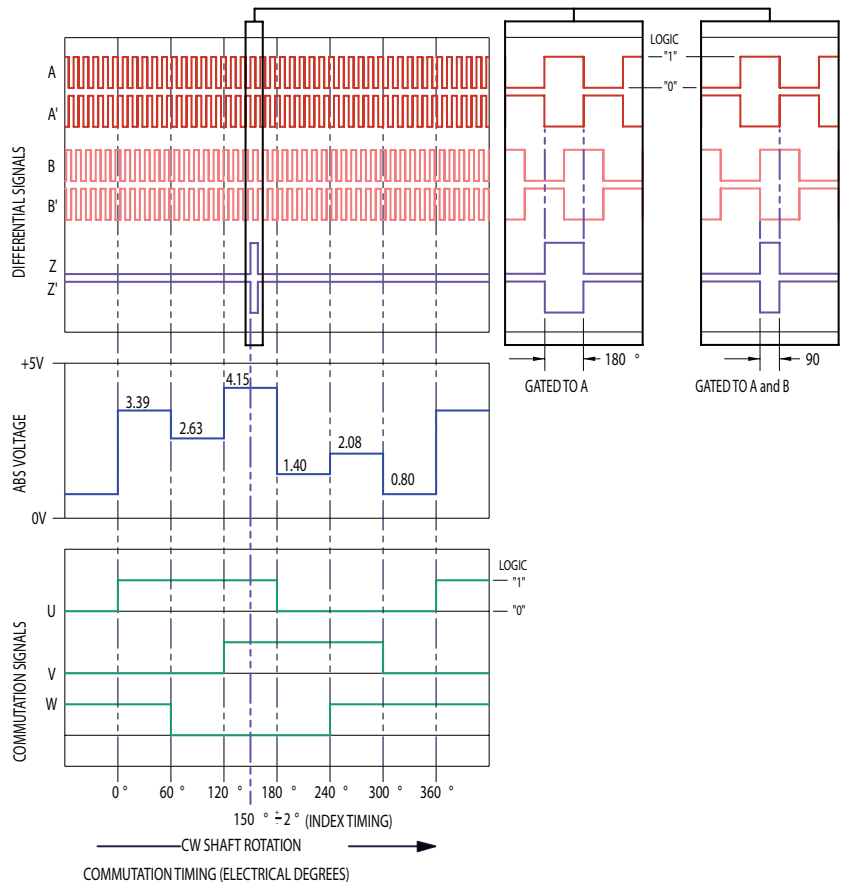 LOGIC
"1"
"0"
A
A'
B
B'
Z
Z'
DIFFERENTIAL SIGNALS
180 °
GATED TO A
90
GATED TO A and B
+5V
0V
ABS VOLTAGE
3.39
2.63
4.15
1.40
2.08
0.80
LOGIC
"1"
"0"
U
V
W
COMMUTATION SIGNALS
0 ° 60 ° 120 ° 180 ° 240 ° 300 ° 360 °
150 ° ± 2 ° (INDEX TIMING)
CW SHAFT ROTATION
COMMUTATION TIMING (ELECTRICAL DEGREES)